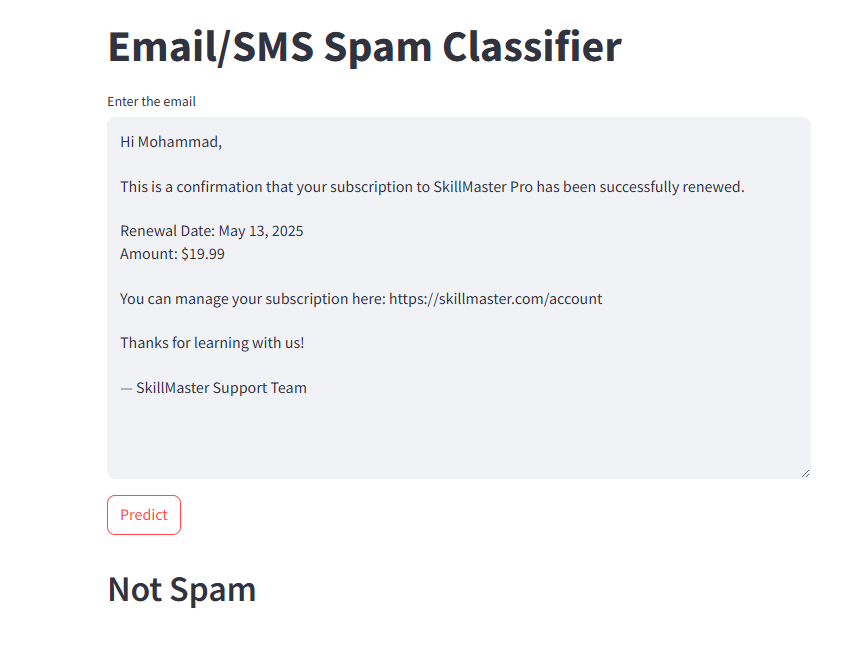 Email/SMS Spam Classifier
Enter the email
Hi Mohammad,
This is a confirmation that your subscription to SkillMaster Pro has been successfully renewed.
Renewal Date: May 13, 2025
Amount: $19.99
You can manage your subscription here: https://skillmaster.com/account
Thanks for learning with us!
— SkillMaster Support Team
Predict
Not Spam